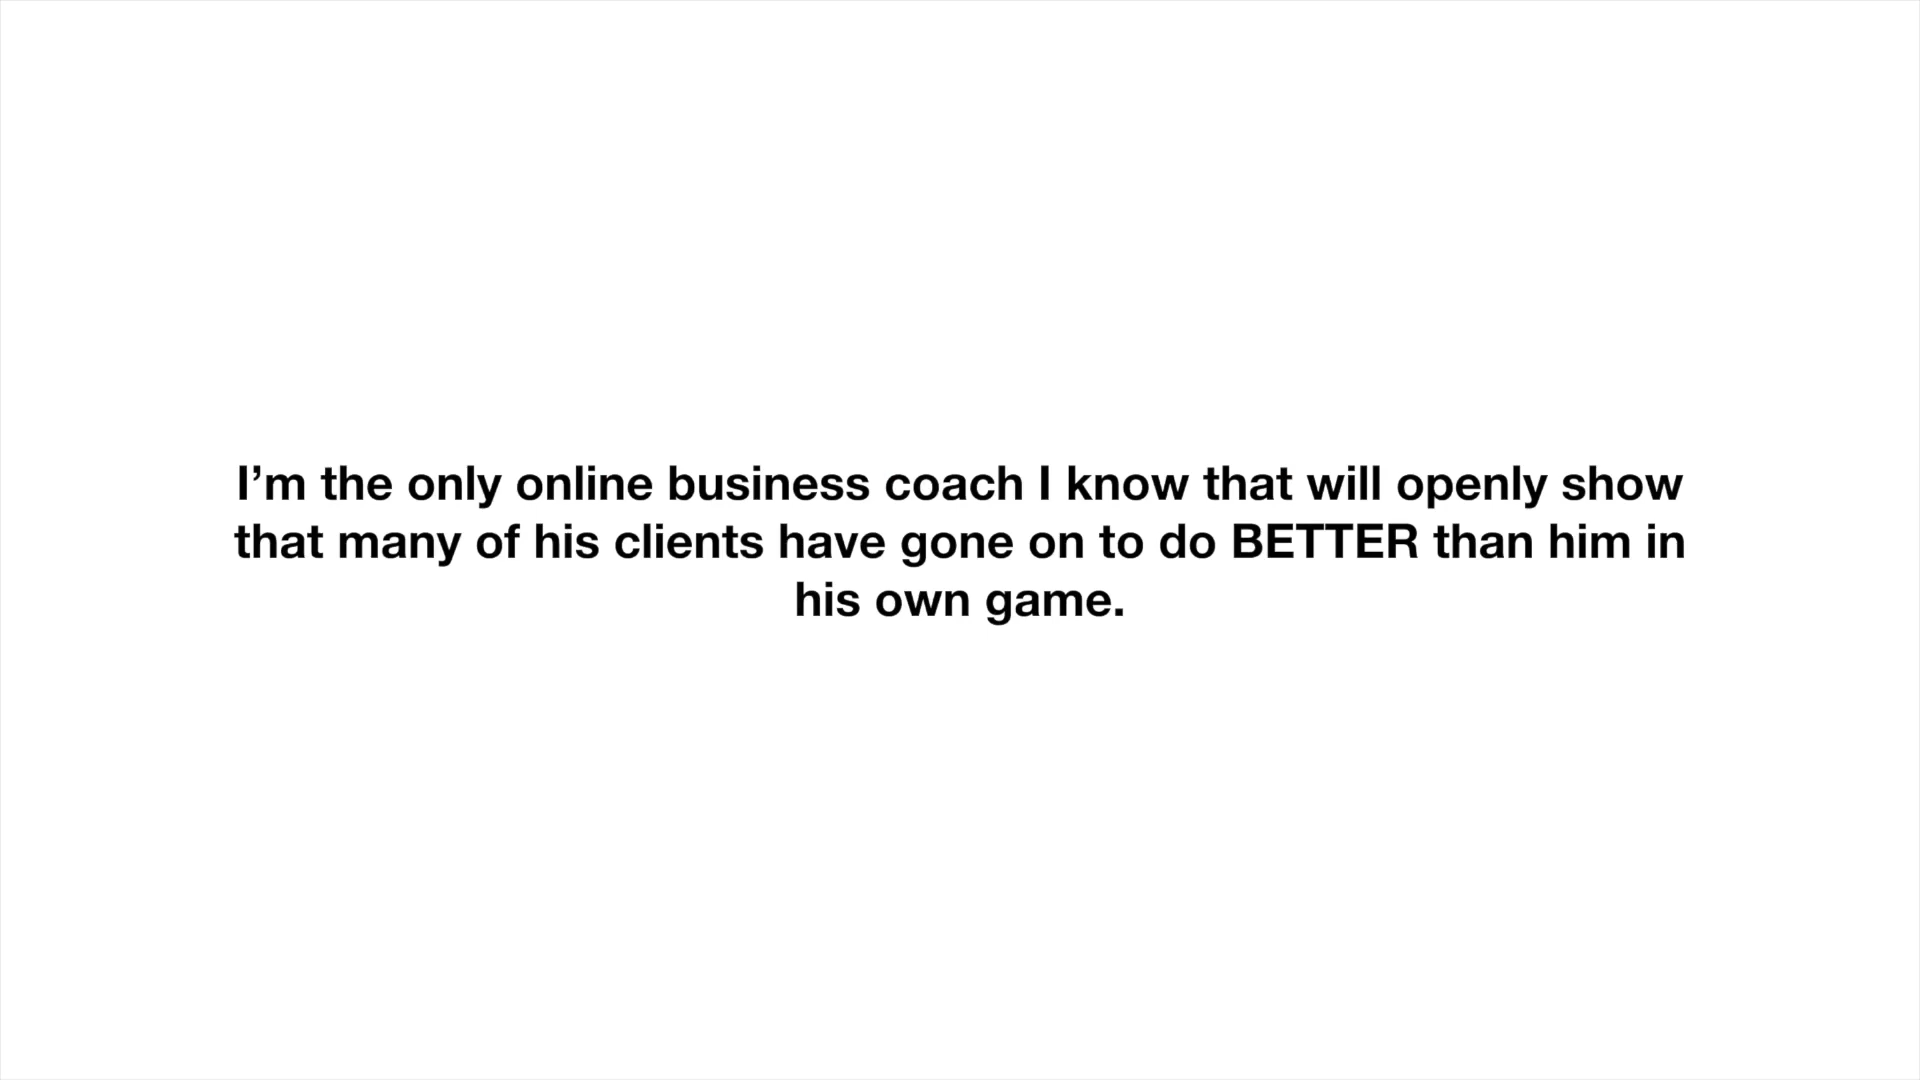 I’m the only online business coach I know that will openly show
that many of his clients have gone on to do BETTER than him in
his own game.